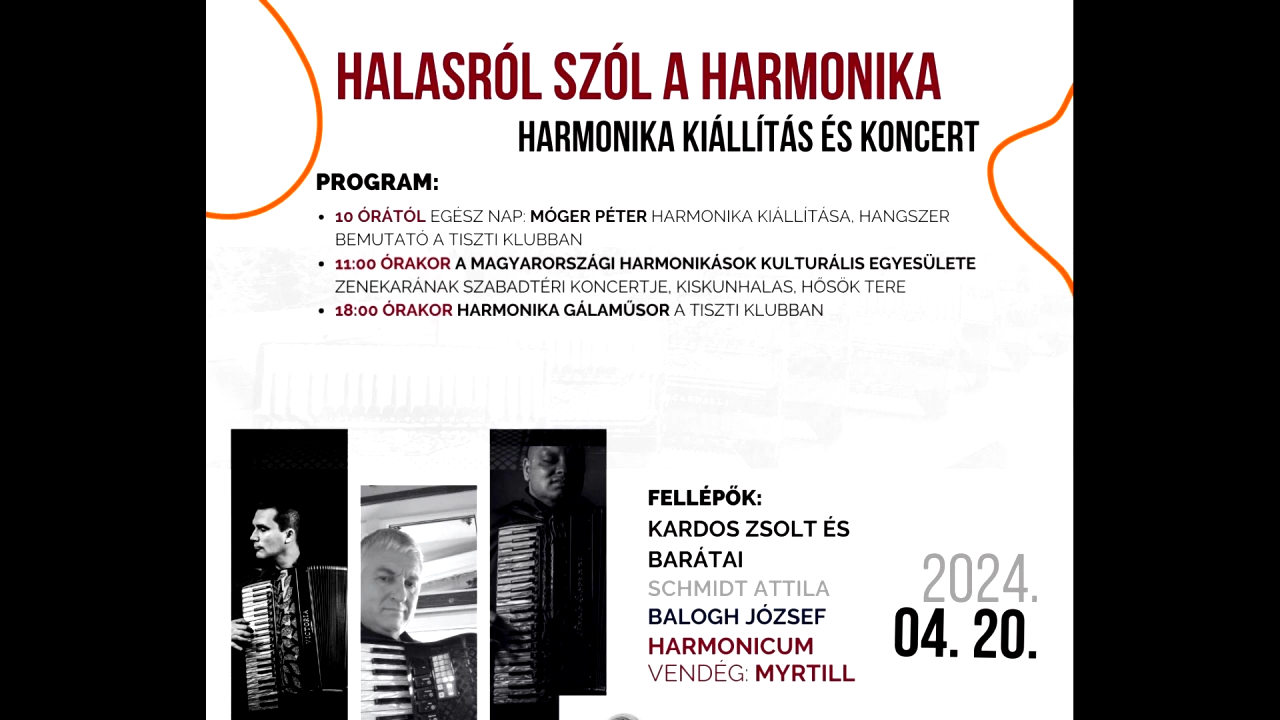 HALASRÓL SZÓL A HARMONIKA
HARMONIKA KIÁLLÍTÁS ÉS KONCERT
PROGRAM:
• 10 ÓRÁTÓL EGÉSZ NAP: MÓGER PÉTER HARMONIKA KIÁLLÍTÁSA, HANGSZER
BEMUTATÓ A TISZTI KLUBBAN
• 11:00 ÓRAKOR A MAGYARORSZÁGI HARMONIKÁSOK KULTURÁLIS EGYESÜLETE
ZENEKARÁNAK SZABADTÉRI KONCERTJE, KISKUNHALAS, HŐSÖK TERE
• 18:00 ÓRAKOR HARMONIKA GÁLAMŰSOR A TISZTI KLUBBAN
FELLÉPŐK:
KARDOS ZSOLT ÉS
BARÁTAI
SCHMIDT ATTILA
BALOGH JÓZSEF
HARMONICUM
VENDÉG: MYRTILL
2024.
04. 20.
VICTORIA